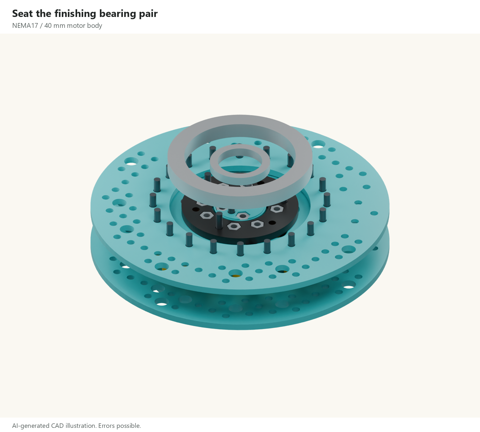 Seat the finishing bearing pair
NEMA17 / 40 mm motor body
AI-generated CAD illustration. Errors possible.